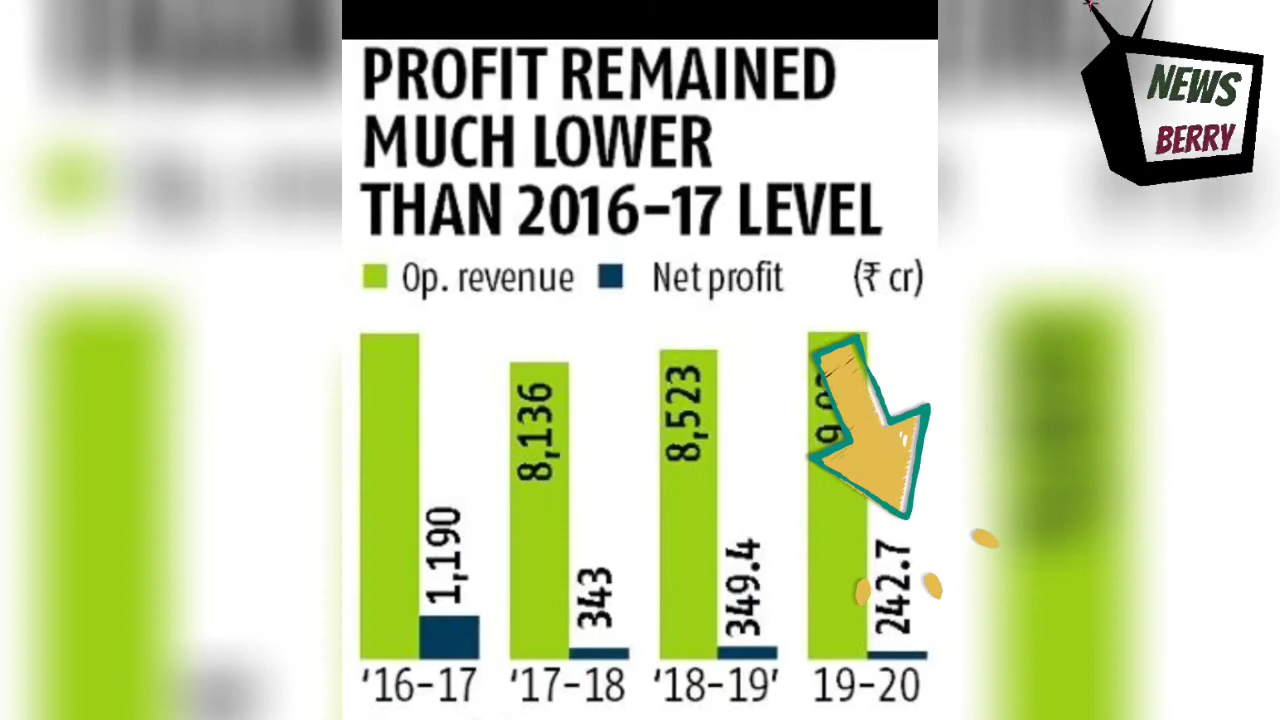 PROFIT REMAINED
MUCH LOWER
THAN 2016-17 LEVEL
Op. revenue Net profit (₹ cr)
8,136
8,523
1,190
343
349.4
242.7
'16-17 '17-18 '18-19' 19-20
NEWS
BERRY